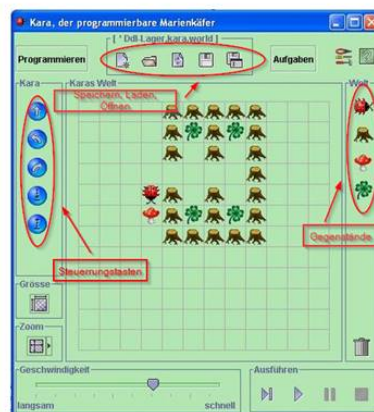 Kara, der programmierbare Marienkäfer
[ * Ddl-Lager.kara.world ]
Programmieren
Aufgaben
Kara
Karas Welt
Welt
Speichern, Laden,
Öffnen.
Gegenstände
Steuerrungstasten
Grösse
Zoom
Geschwindigkeit
Ausführen
langsam
schnell